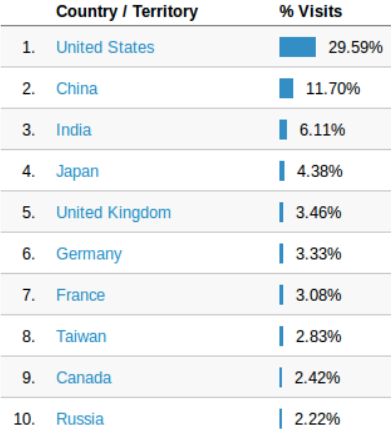 Country / Territory % Visits
1. United States 29.59%
2. China 11.70%
3. India 6.11%
4. Japan 4.38%
5. United Kingdom 3.46%
6. Germany 3.33%
7. France 3.08%
8. Taiwan 2.83%
9. Canada 2.42%
10. Russia 2.22%